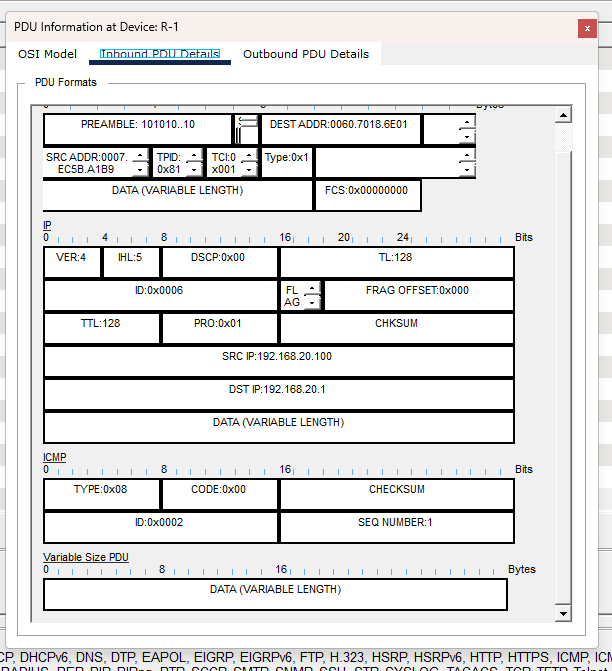 PDU Information at Device: R-1
x
OSI Model Inbound PDU Details Outbound PDU Details
PDU Formats
Bytes
PREAMBLE: 101010..10 DEST ADDR:0060.7018.6E01
SRC ADDR:0007. TPID: TCI:0 Type:0x1
EC5B.A1B9 0x81 x001
DATA (VARIABLE LENGTH) FCS:0x00000000
IP
0 4 8 16 20 24 Bits
VER:4 IHL:5 DSCP:0x00 TL:128
ID:0x0006 FL FRAG OFFSET:0x000
AG
TTL:128 PRO:0x01 CHKSUM
SRC IP:192.168.20.100
DST IP:192.168.20.1
DATA (VARIABLE LENGTH)
ICMP
0 8 16 Bits
TYPE:0x08 CODE:0x00 CHECKSUM
ID:0x0002 SEQ NUMBER:1
Variable Size PDU
0 8 16 Bytes
DATA (VARIABLE LENGTH)
CP, DHCPv6, DNS, DTP, EAPOL, EIGRP, EIGRPv6, FTP, H.323, HSRP, HSRPv6, HTTP, HTTPS, ICMP,